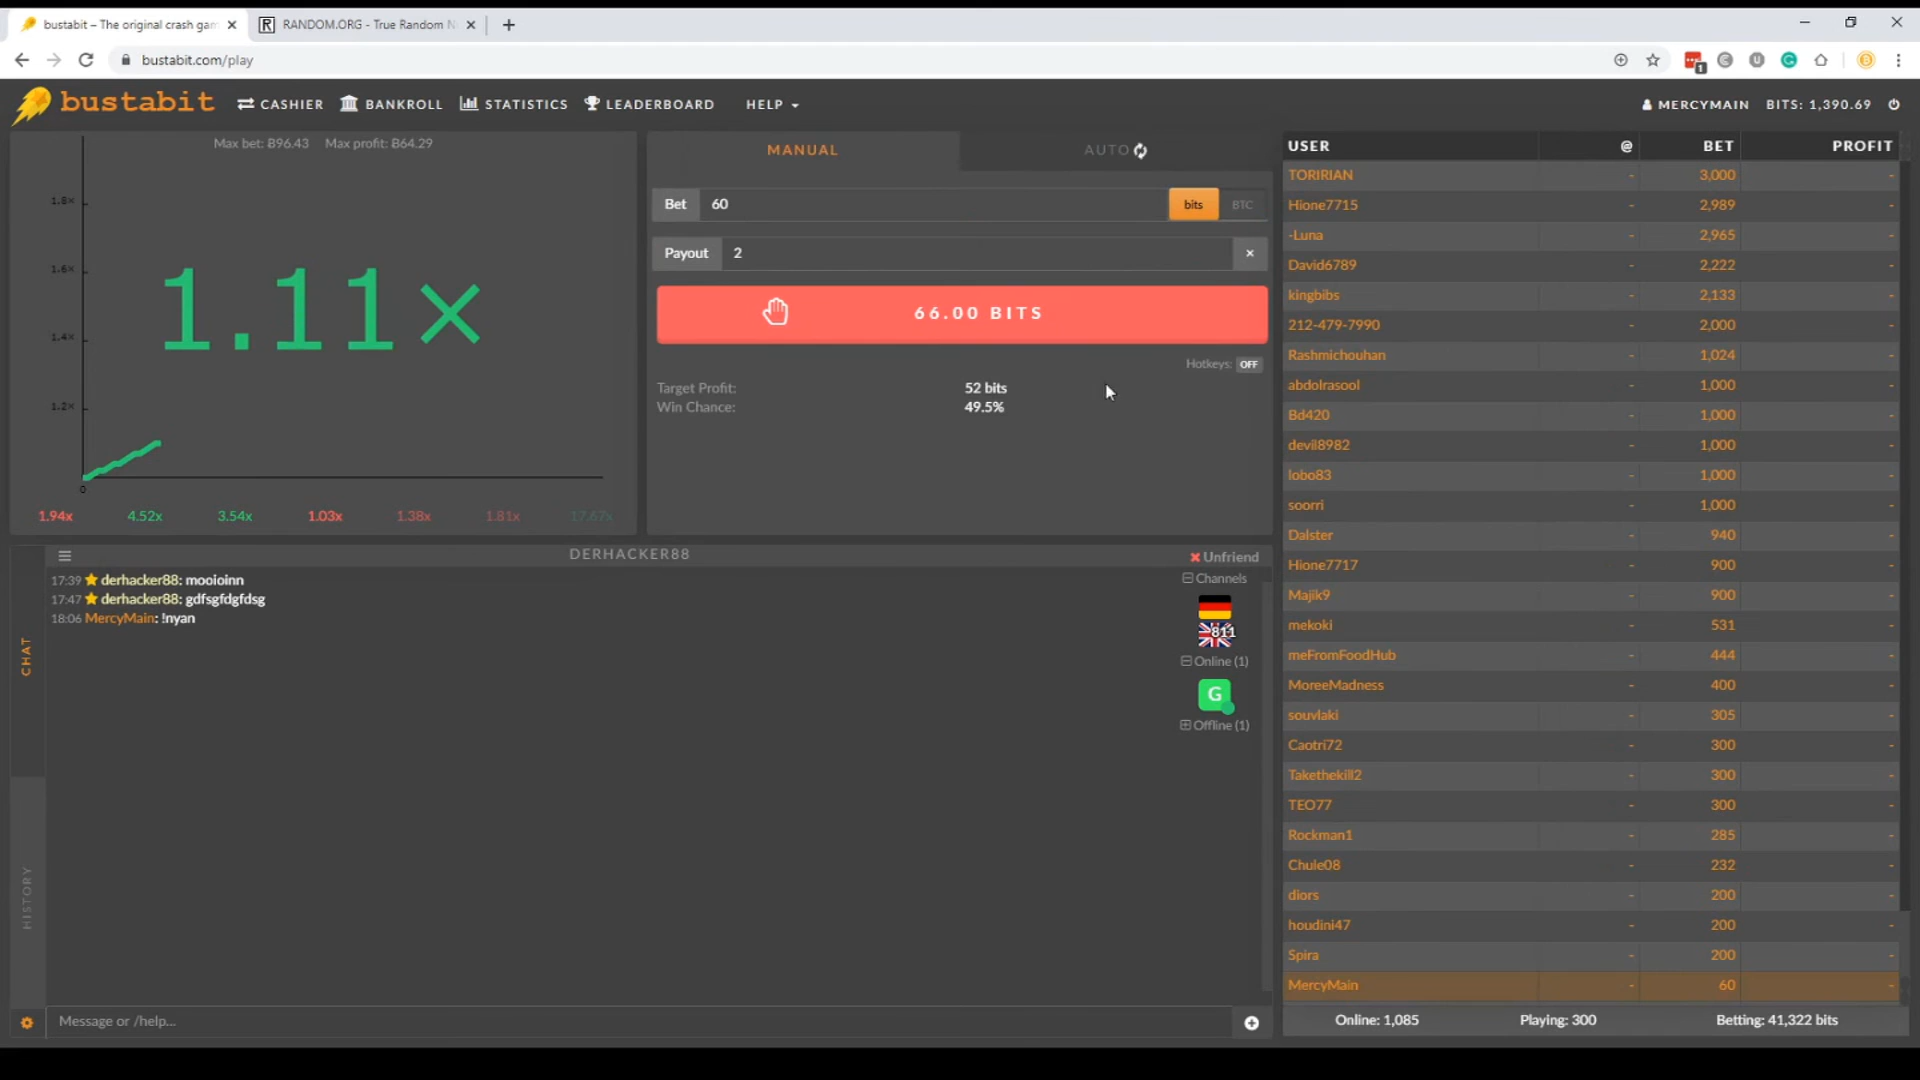 bustabit – The original crash gam
RANDOM.ORG - True Random N
bustabit.com/play
1
bustabit
CASHIER
BANKROLL
STATISTICS
LEADERBOARD
HELP
MERCYMAIN
BITS: 1,390.69
Max bet: Ƀ96.43 Max profit: Ƀ64.29
1.8×
1.6×
1.4×
1.2×
0
1.11×
1.94x 4.52x 3.54x 1.03x 1.38x 1.81x 17.67x
MANUAL
AUTO
Bet 60 bits BTC
Payout 2 ×
66.00 BITS
Hotkeys: OFF
Target Profit: 52 bits
Win Chance: 49.5%
CHAT
HISTORY
DERHACKER88
Unfriend
17:39 derhacker88: mooioinn
17:47 derhacker88: gdfsgfdgfdsg
18:06 MercyMain: !nyan
Channels
811
Online (1)
G
Offline (1)
Message or /help...
USER @ BET PROFIT
TORIRIAN - 3,000 -
Hione7715 - 2,989 -
-Luna - 2,965 -
David6789 - 2,222 -
kingbibs - 2,133 -
212-479-7990 - 2,000 -
Rashmichouhan - 1,024 -
abdolrasool - 1,000 -
Bd420 - 1,000 -
devil8982 - 1,000 -
lobo83 - 1,000 -
soorri - 1,000 -
Dalster - 940 -
Hione7717 - 900 -
Majik9 - 900 -
mekoki - 531 -
meFromFoodHub - 444 -
MoreeMadness - 400 -
souvlaki - 305 -
Caotri72 - 300 -
Takethekill2 - 300 -
TEO77 - 300 -
Rockman1 - 285 -
Chule08 - 232 -
diors - 200 -
houdini47 - 200 -
Spira - 200 -
MercyMain - 60 -
Online: 1,085 Playing: 300 Betting: 41,322 bits